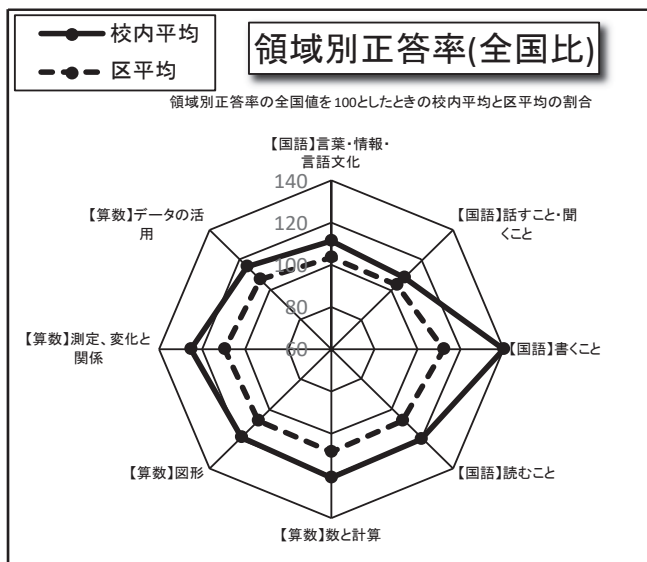 校内平均
区平均
領域別正答率(全国比)
領域別正答率の全国値を100としたときの校内平均と区平均の割合
【国語】言葉・情報・
言語文化
【国語】話すこと・聞
くこと
【国語】書くこと
【国語】読むこと
【算数】数と計算
【算数】図形
【算数】測定、変化と
関係
【算数】データの活
用
140
120
100
80
60